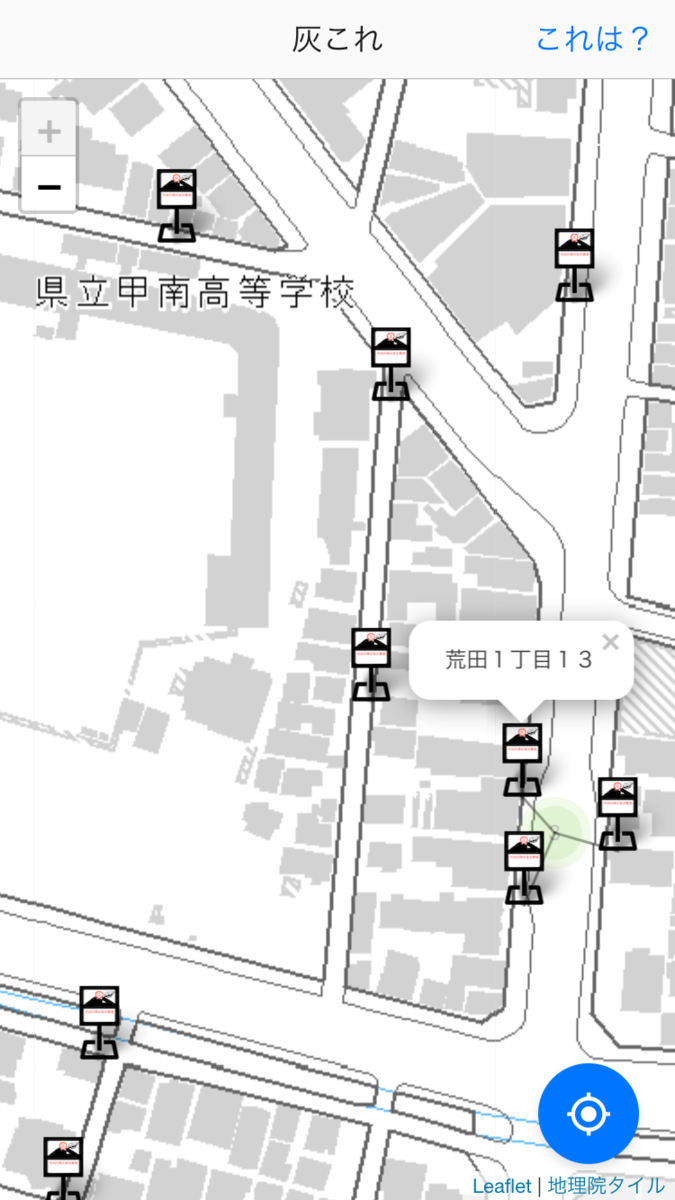 灰これ
これは？
+
−
県立甲南高等学校
荒田１丁目１３
×
Leaflet | 地理院タイル